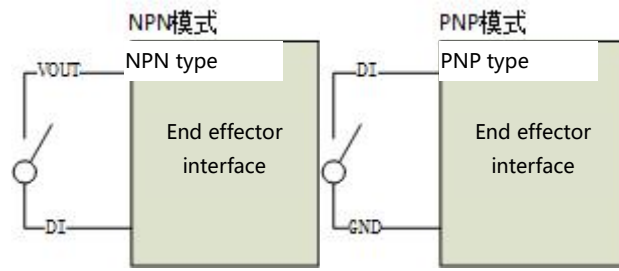 NPN模式
NPN type
VOUT
End effector
interface
DI
PNP模式
PNP type
DI
End effector
interface
GND